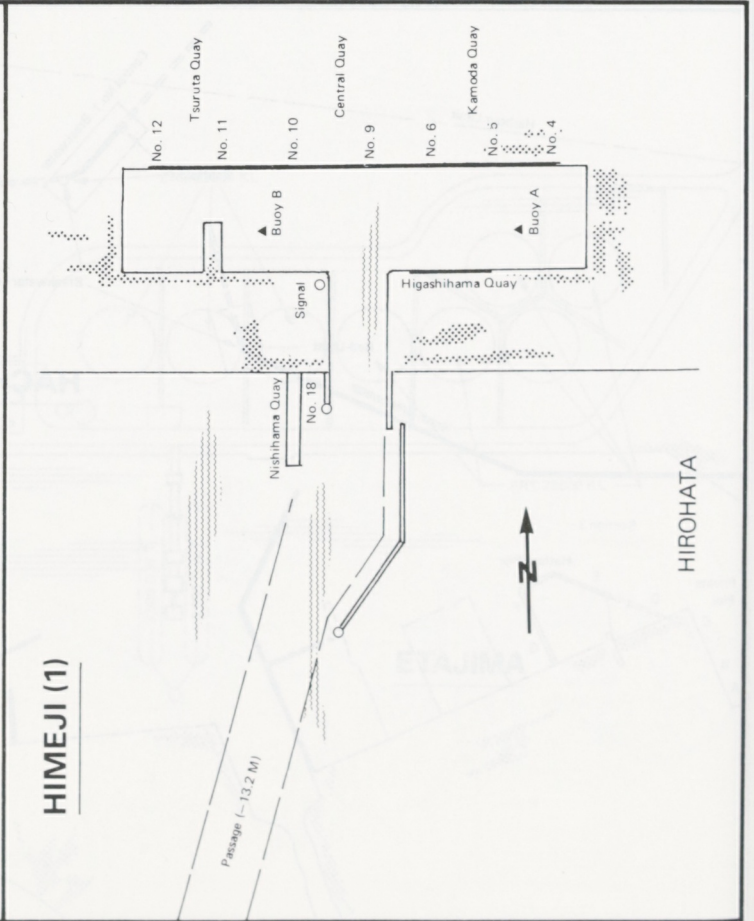 HIMEJI (1)
Tsuruta Quay
Central Quay
Kamoda Quay
No. 12
No. 11
No. 10
No. 9
No. 6
No. 5
No. 4
Buoy B
Buoy A
Signal
Higashihama Quay
Nishihama Quay
No. 18
N
Passage (–13.2 M)
HIROHATA